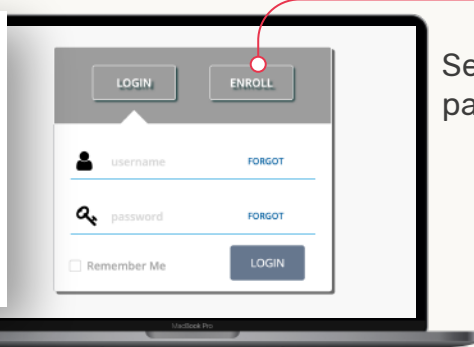 LOGIN ENROLL
username FORGOT
password FORGOT
Remember Me LOGIN
MacBook Pro